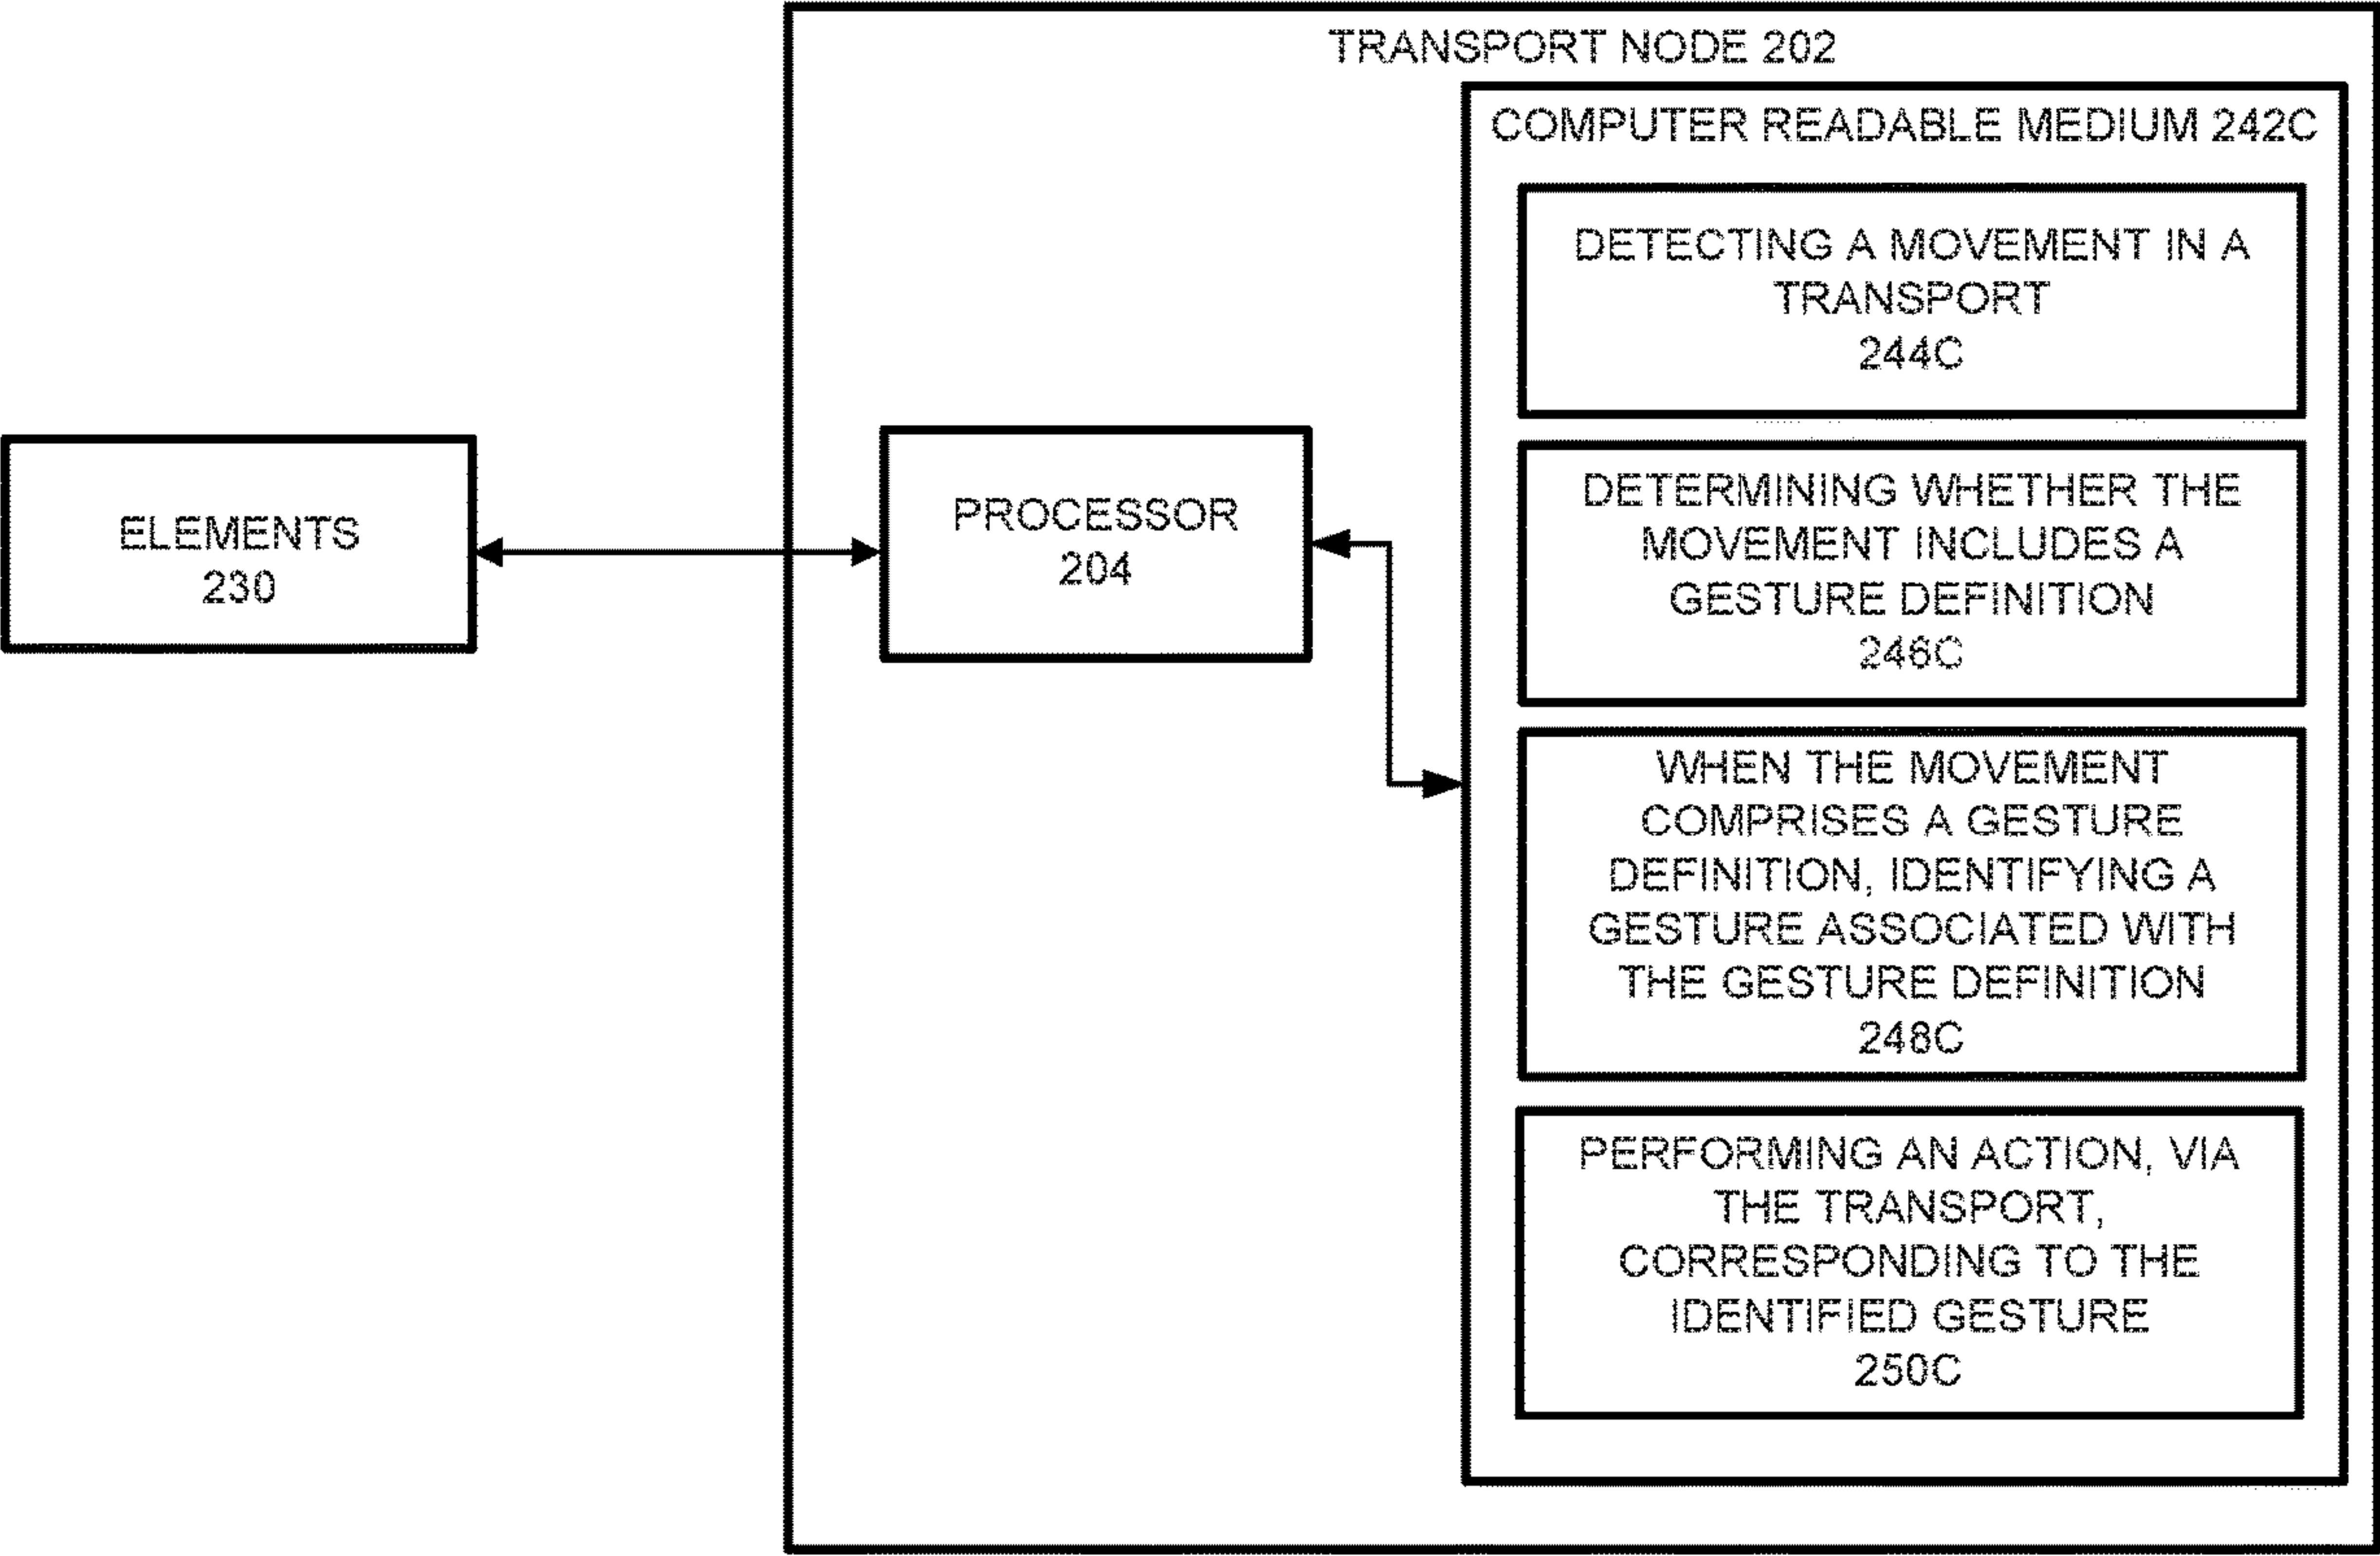 TRANSPORT NODE 202
COMPUTER READABLE MEDIUM 242C
DETECTING A MOVEMENT IN A
TRANSPORT
244C
DETERMINING WHETHER THE
MOVEMENT INCLUDES A
GESTURE DEFINITION
246C
WHEN THE MOVEMENT
COMPRISES A GESTURE
DEFINITION, IDENTIFYING A
GESTURE ASSOCIATED WITH
THE GESTURE DEFINITION
248C
PERFORMING AN ACTION, VIA
THE TRANSPORT,
CORRESPONDING TO THE
IDENTIFIED GESTURE
250C
PROCESSOR
204
ELEMENTS
230